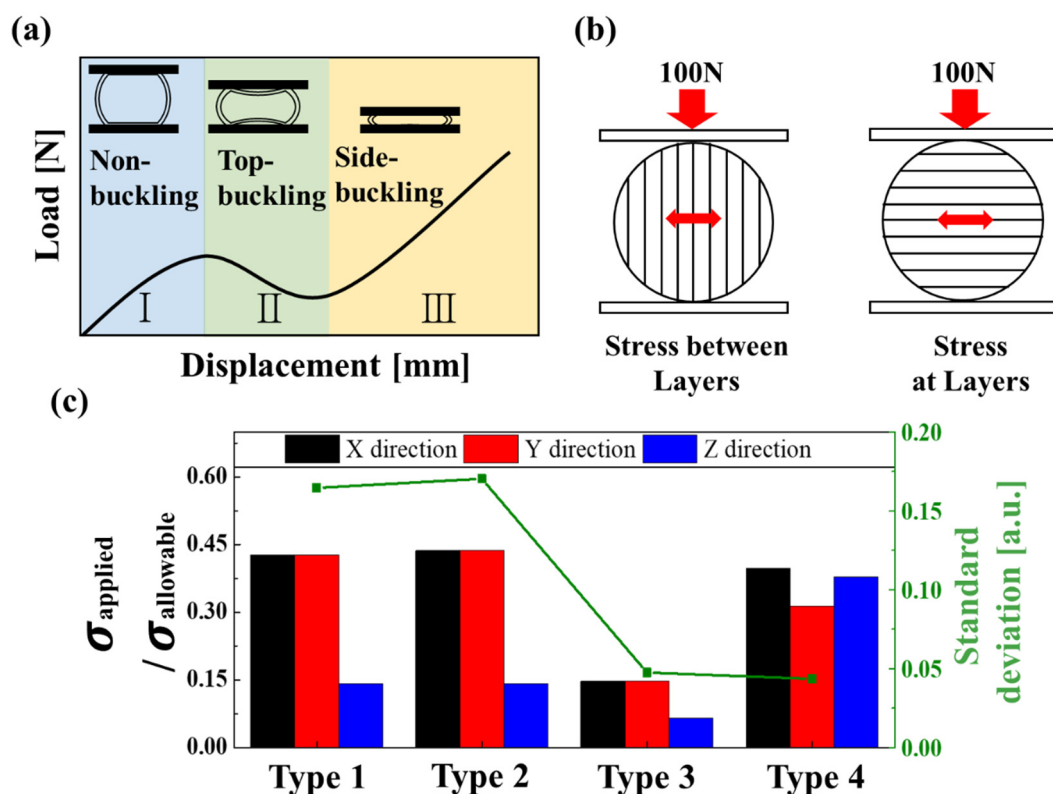 (a)
Load [N]
Non-
buckling
Top-
buckling
Side-
buckling
I
II
III
Displacement [mm]
(b)
100N
100N
Stress between
Layers
Stress
at Layers
(c)
X direction
Y direction
Z direction
σapplied
/ σallowable
0.60
0.45
0.30
0.15
0.00
0.20
0.15
0.10
0.05
0.00
Standard
deviation [a.u.]
Type 1
Type 2
Type 3
Type 4